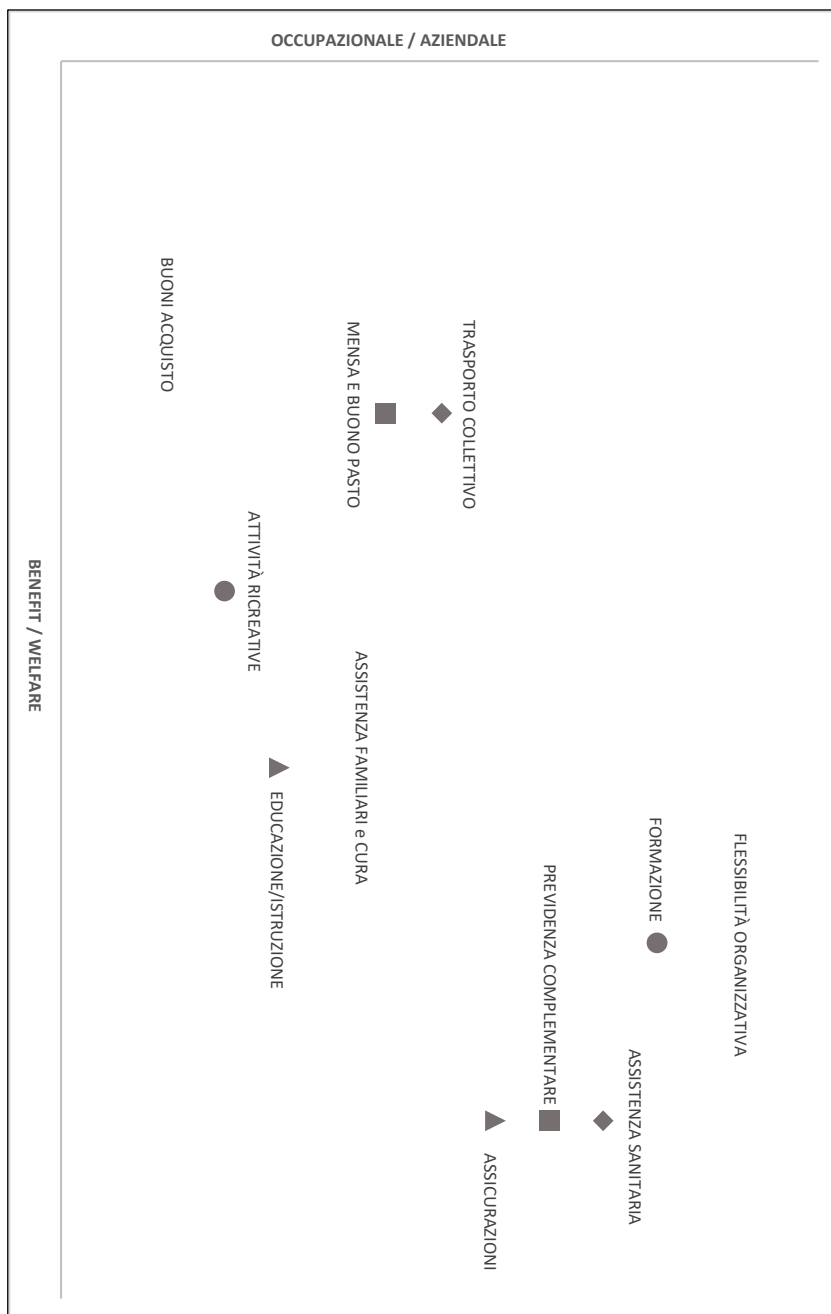 OCCUPAZIONALE / AZIENDALE
FLESSIBILITÀ ORGANIZZATIVA
FORMAZIONE
ASSISTENZA SANITARIA
PREVIDENZA COMPLEMENTARE
ASSICURAZIONI
TRASPORTO COLLETTIVO
MENSA E BUONO PASTO
ASSISTENZA FAMILIARI e CURA
EDUCAZIONE/ISTRUZIONE
ATTIVITÀ RICREATIVE
BUONI ACQUISTO
BENEFIT / WELFARE